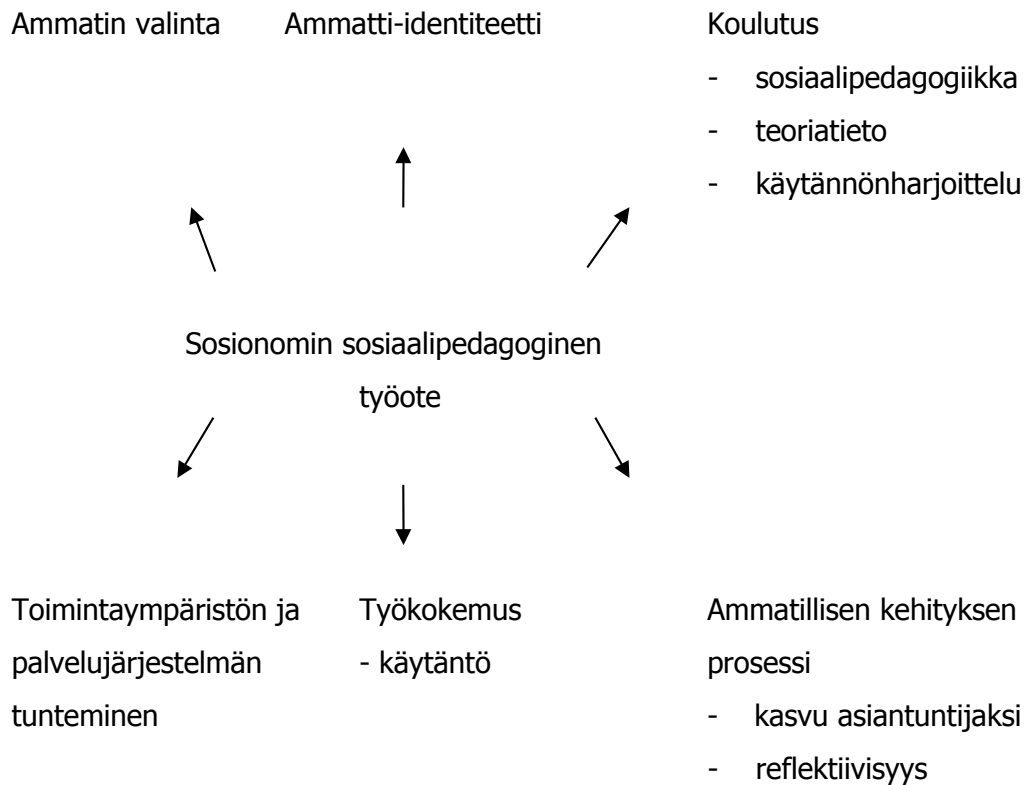 Ammatin valinta
Ammatti-identiteetti
Koulutus
- sosiaalipedagogiikka
- teoriatieto
- käytännönharjoittelu
Sosionomin sosiaalipedagoginen
työote
Toimintaympäristön ja
palvelujärjestelmän
tunteminen
Työkokemus
- käytäntö
Ammatillisen kehityksen
prosessi
- kasvu asiantuntijaksi
- reflektiivisyys